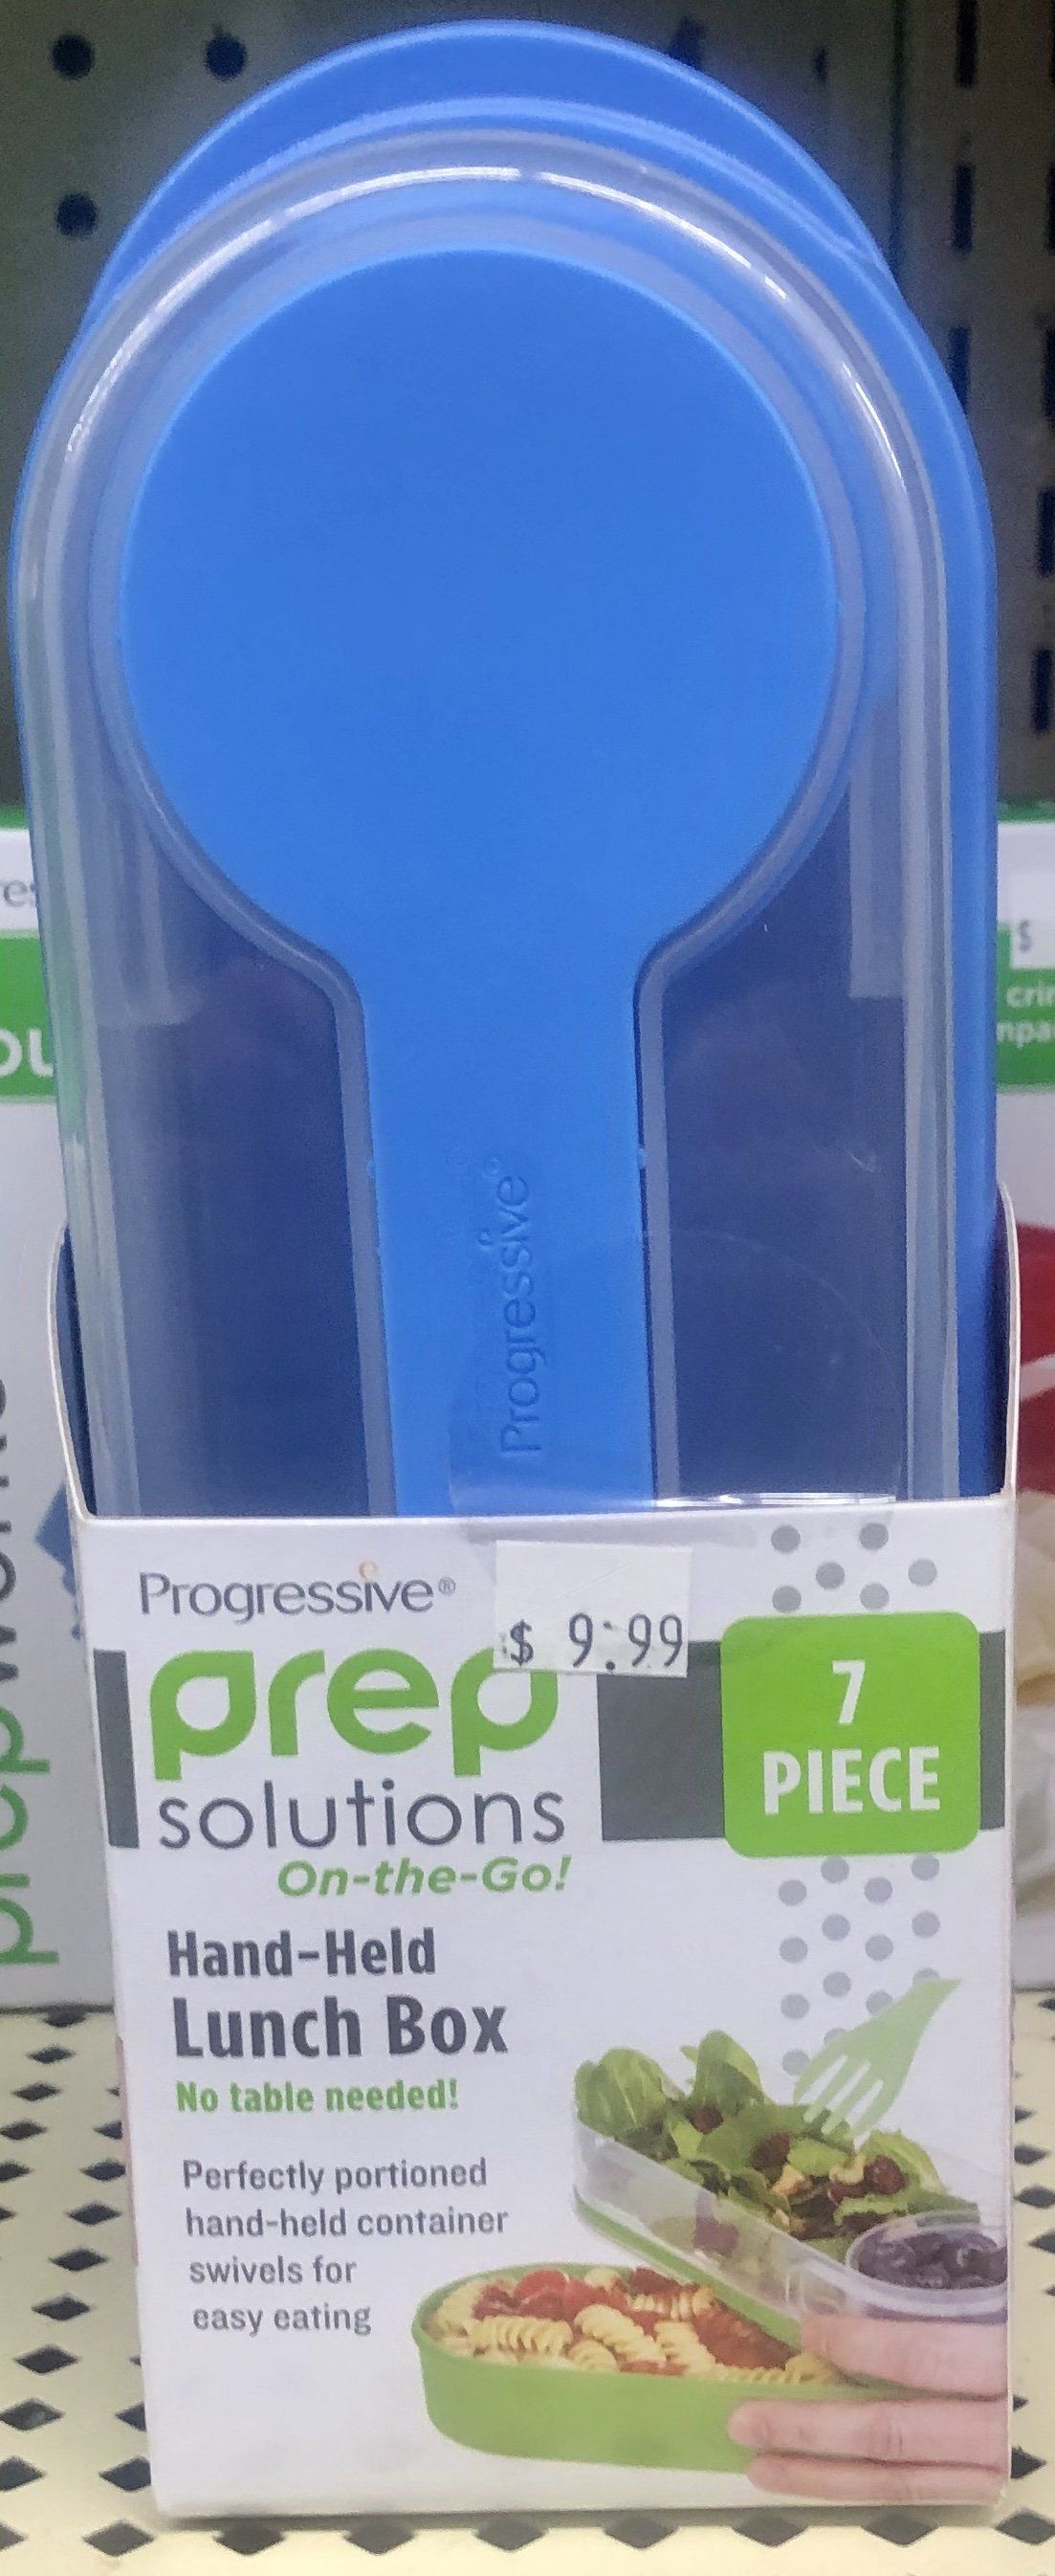 Progressive®
Progressive®
$ 9.99
prep
solutions
On-the-Go!
7
PIECE
Hand-Held
Lunch Box
No table needed!
Perfectly portioned
hand-held container
swivels for
easy eating
$